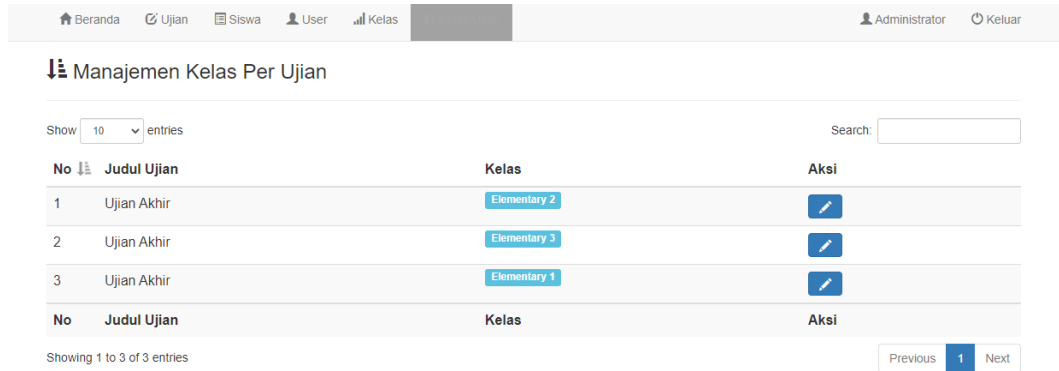 Beranda Ujian Siswa User Kelas Administrator Keluar
Manajemen Kelas Per Ujian
Show 10 entries Search:
No Judul Ujian Kelas Aksi
1 Ujian Akhir Elementary 2
2 Ujian Akhir Elementary 3
3 Ujian Akhir Elementary 1
No Judul Ujian Kelas Aksi
Showing 1 to 3 of 3 entries Previous 1 Next